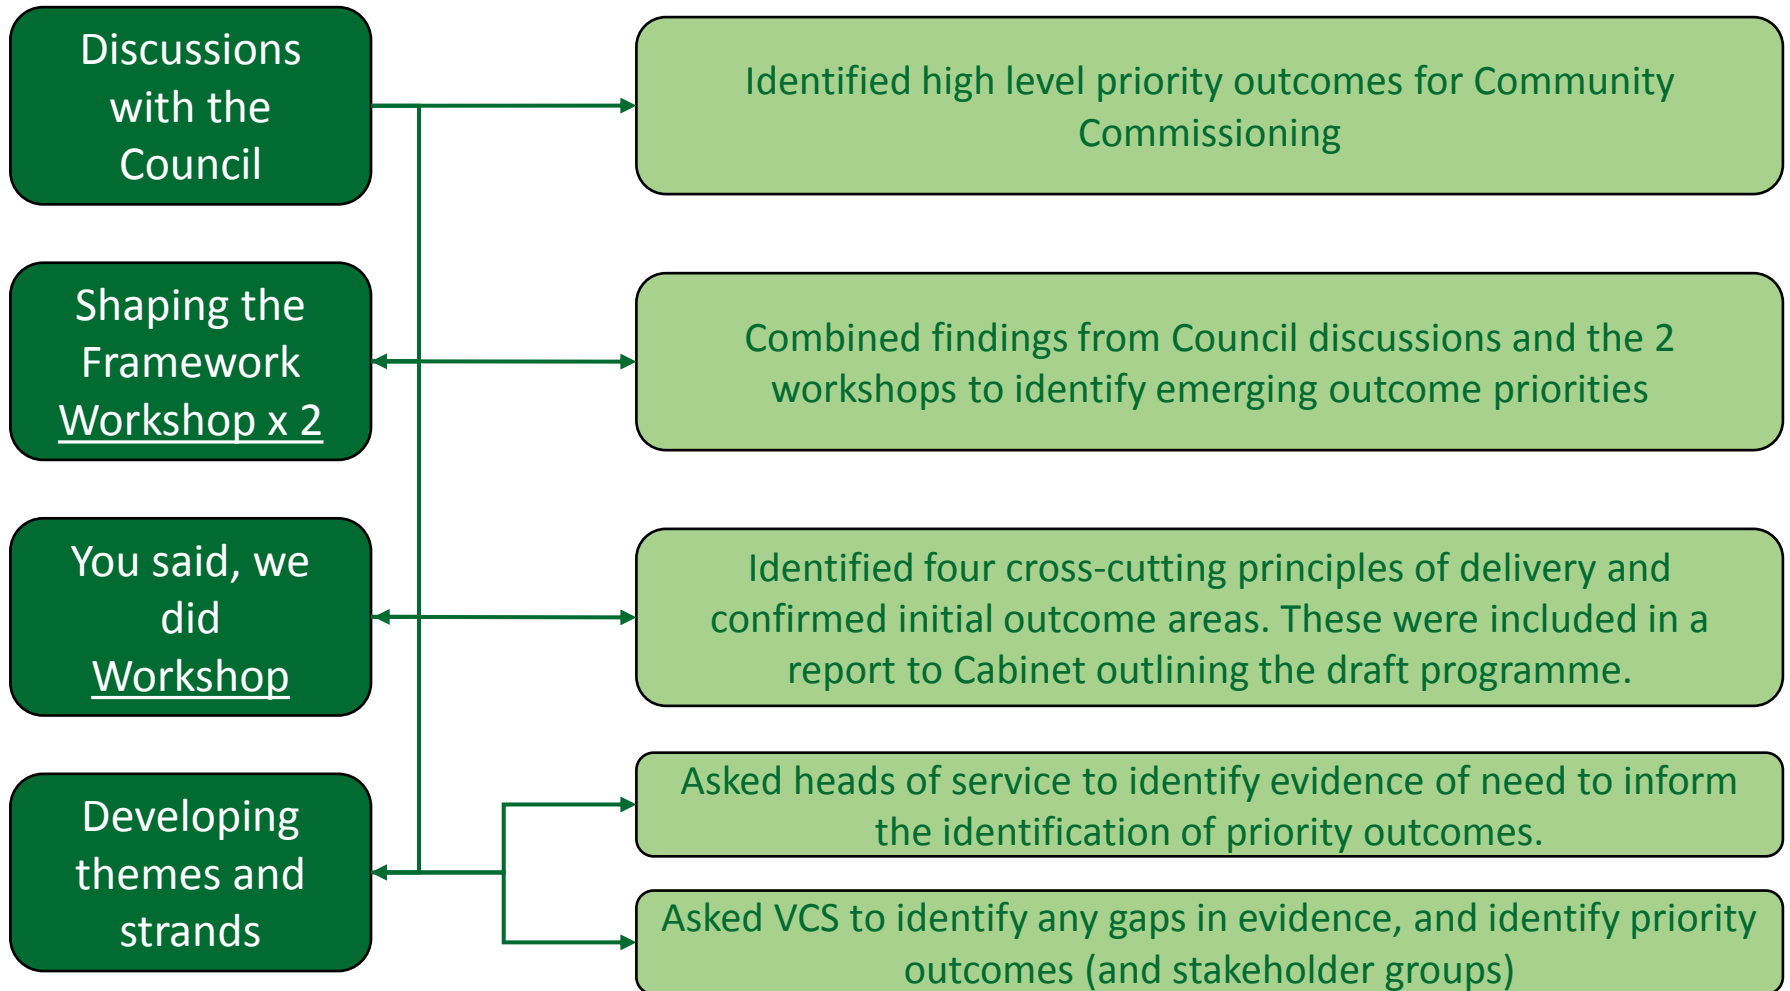 Discussions
with the
Council
Identified high level priority outcomes for Community
Commissioning
Shaping the
Framework
Workshop x 2
Combined findings from Council discussions and the 2
workshops to identify emerging outcome priorities
You said, we
did
Workshop
Identified four cross-cutting principles of delivery and
confirmed initial outcome areas. These were included in a
report to Cabinet outlining the draft programme.
Developing
themes and
strands
Asked heads of service to identify evidence of need to inform
the identification of priority outcomes.
Asked VCS to identify any gaps in evidence, and identify priority
outcomes (and stakeholder groups)